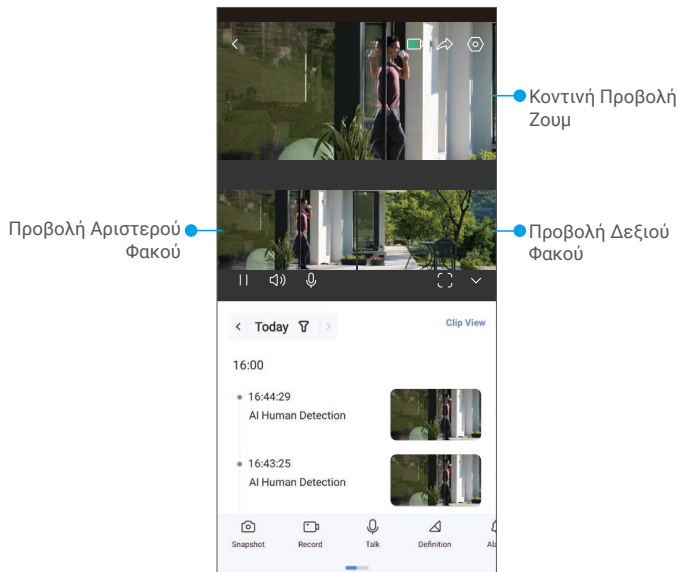 Κοντινή Προβολή
Ζουμ
Προβολή Αριστερού
Φακού
Προβολή Δεξιού
Φακού
Today
Clip View
16:00
16:44:29
AI Human Detection
16:43:25
AI Human Detection
Snapshot
Record
Talk
Definition